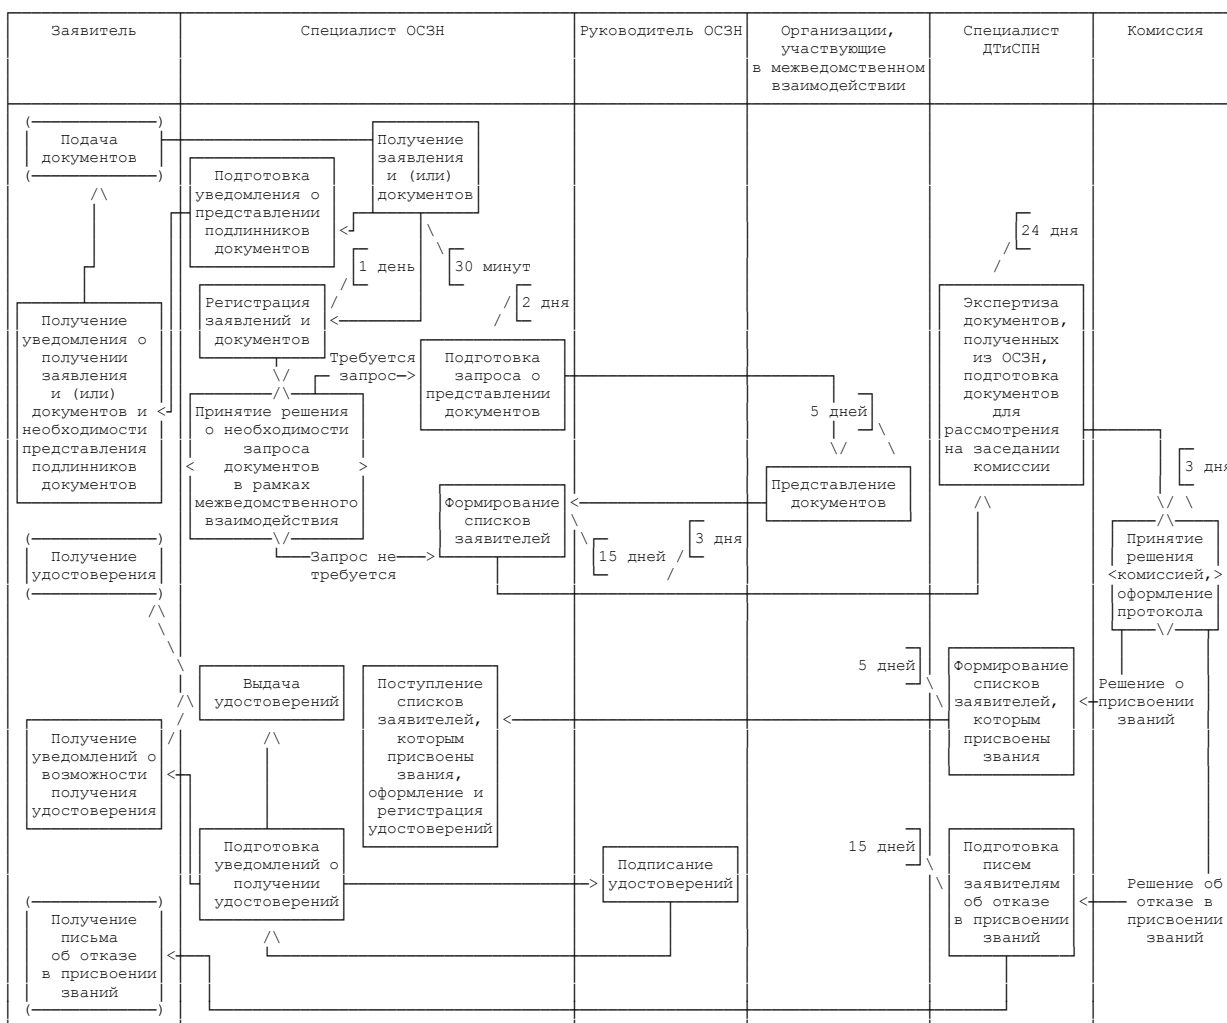 Заявитель
Специалист ОСЗН
Руководитель ОСЗН
Организации,
участвующие
в межведомственном
взаимодействии
Специалист
ДТиСПН
Комиссия
Подача
документов
Получение
заявления
и (или)
документов
Подготовка
уведомления о
представлении
подлинников
документов
1 день
30 минут
24 дня
Регистрация
заявлений и
документов
2 дня
Получение
уведомления о
получении
заявления
и (или)
документов и
необходимости
представления
подлинников
документов
Требуется
запрос
Подготовка
запроса о
представлении
документов
Экспертиза
документов,
полученных
из ОСЗН,
подготовка
документов
для
рассмотрения
на заседании
комиссии
Принятие решения
о необходимости
запроса
документов
в рамках
межведомственного
взаимодействия
5 дней
3 дня
Представление
документов
Формирование
списков
заявителей
15 дней
3 дня
Запрос не
требуется
Принятие
решения
комиссией,
оформление
протокола
Получение
удостоверения
Выдача
удостоверений
Поступление
списков
заявителей,
которым
присвоены
звания,
оформление и
регистрация
удостоверений
5 дней
Формирование
списков
заявителей,
которым
присвоены
звания
Решение о
присвоении
званий
Получение
уведомлений о
возможности
получения
удостоверения
Подготовка
уведомлений о
получении
удостоверений
Подписание
удостоверений
15 дней
Подготовка
писем
заявителям
об отказе
в присвоении
званий
Решение об
отказе в
присвоении
званий
Получение
письма
об отказе
в присвоении
званий